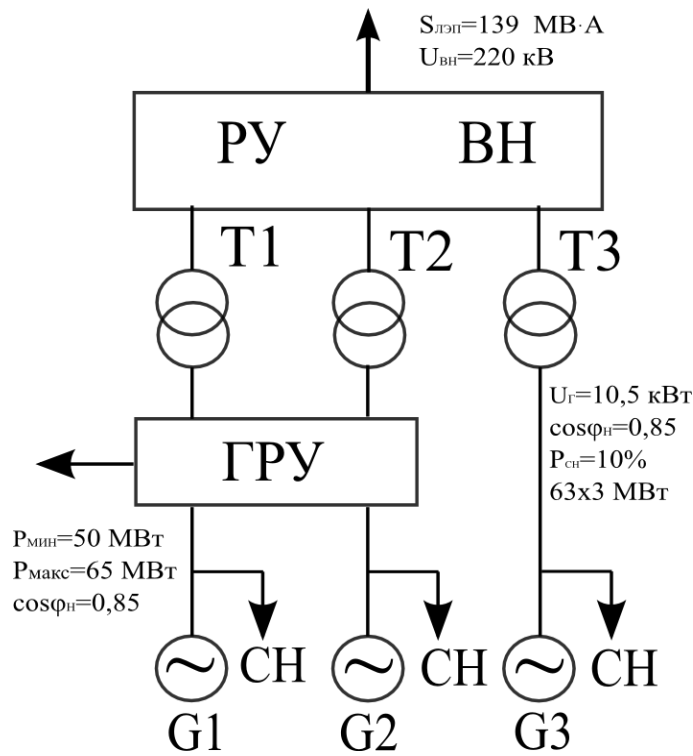 Sлэп=139 МВ·А
Uвн=220 кВ
РУ ВН
Т1 Т2 Т3
Uг=10,5 кВт
cosφн=0,85
Pсн=10%
63х3 МВт
ГРУ
Pмин=50 МВт
Pмакс=65 МВт
cosφн=0,85
~ СН ~ СН ~ СН
G1 G2 G3